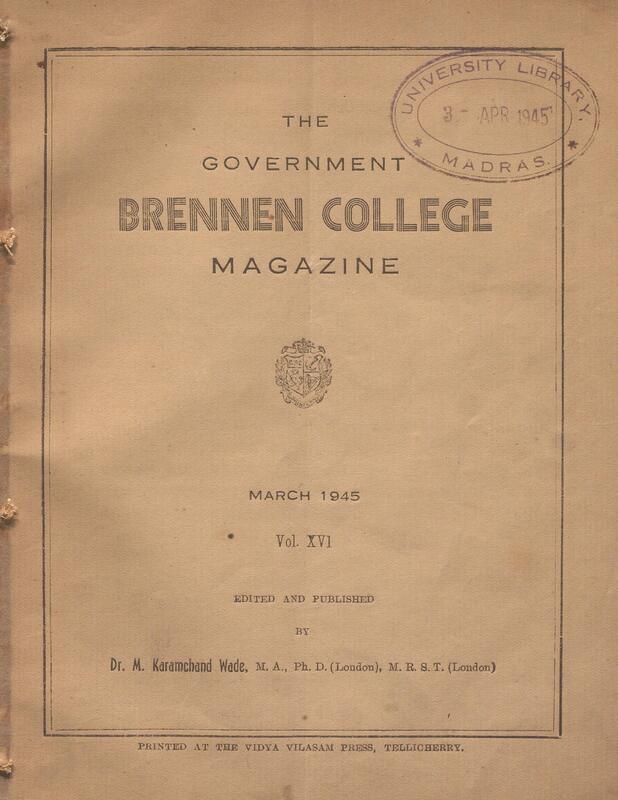 THE
GOVERNMENT
BRENNEN COLLEGE
MAGAZINE
UNIVERSITY LIBRARY,
3 - APR 1945
* MADRAS. *
MARCH 1945
Vol. XV1
EDITED AND PUBLISHED
BY
Dr. M. Karamchand Wade, M. A., Ph. D. (London), M. R. S. T. (London)
PRINTED AT THE VIDYA VILASAM PRESS, TELLICHERRY.